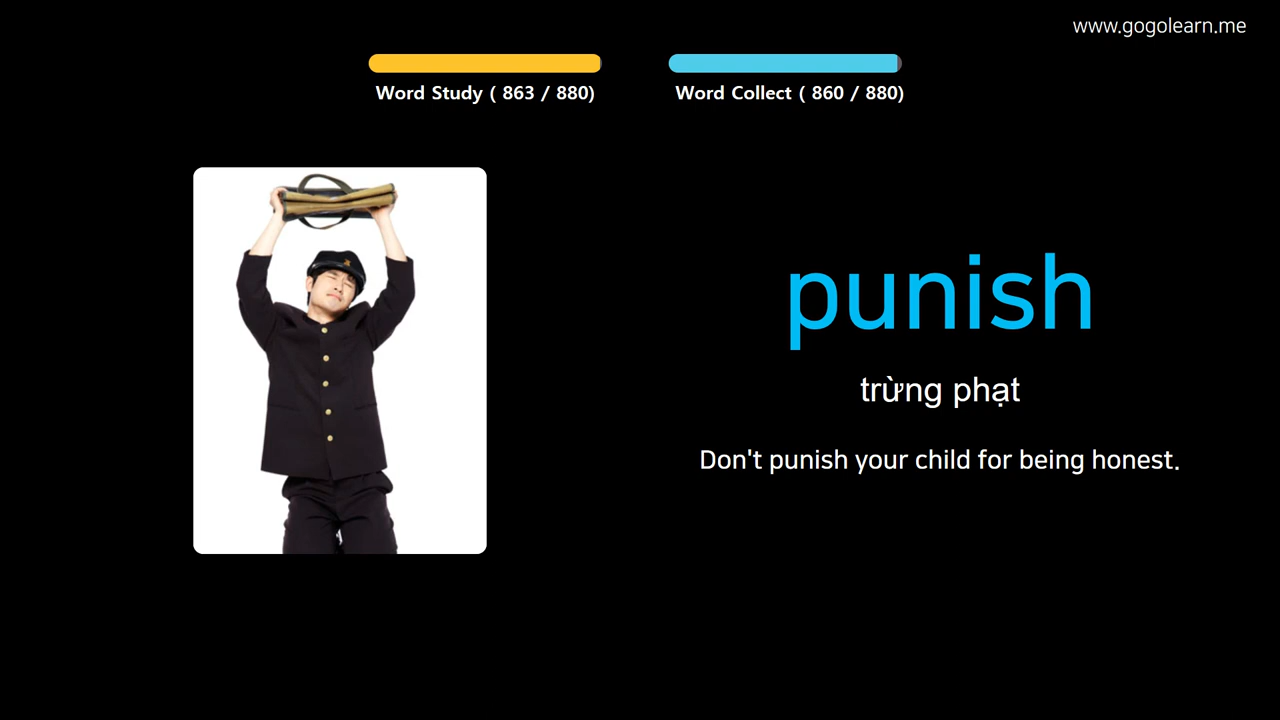 www.gogolearn.me
Word Study ( 863 / 880)
Word Collect ( 860 / 880)
punish
trừng phạt
Don't punish your child for being honest.